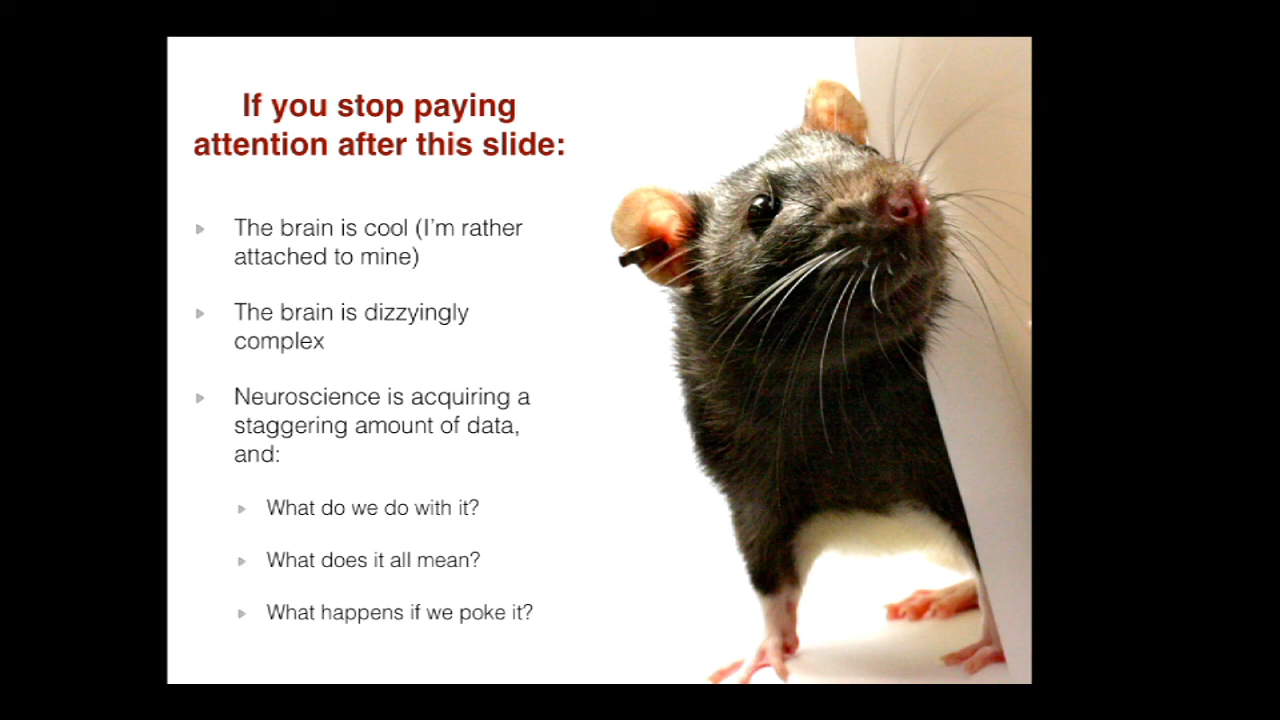 If you stop paying
attention after this slide:
The brain is cool (I'm rather
attached to mine)
The brain is dizzyingly
complex
Neuroscience is acquiring a
staggering amount of data,
and:
What do we do with it?
What does it all mean?
What happens if we poke it?